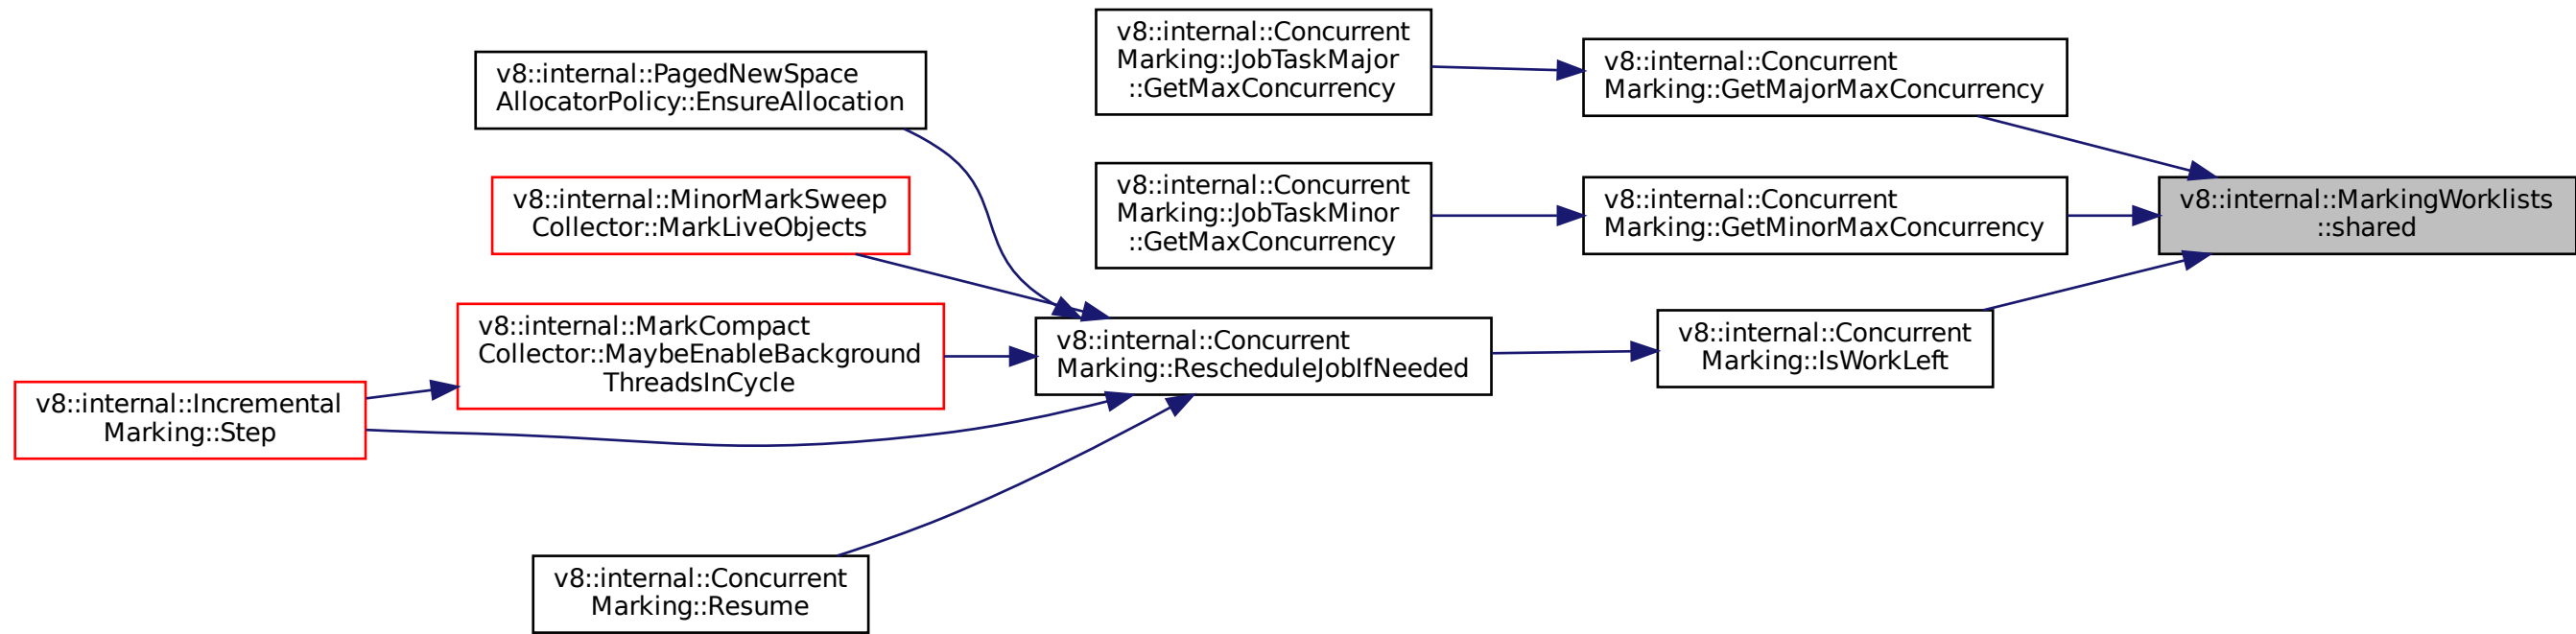 v8::internal::Concurrent
Marking::JobTaskMajor
::GetMaxConcurrency
v8::internal::Concurrent
Marking::GetMajorMaxConcurrency
v8::internal::PagedNewSpace
AllocatorPolicy::EnsureAllocation
v8::internal::MinorMarkSweep
Collector::MarkLiveObjects
v8::internal::Concurrent
Marking::JobTaskMinor
::GetMaxConcurrency
v8::internal::Concurrent
Marking::GetMinorMaxConcurrency
v8::internal::MarkingWorklists
::shared
v8::internal::MarkCompact
Collector::MaybeEnableBackground
ThreadsInCycle
v8::internal::Concurrent
Marking::RescheduleJobIfNeeded
v8::internal::Concurrent
Marking::IsWorkLeft
v8::internal::Incremental
Marking::Step
v8::internal::Concurrent
Marking::Resume